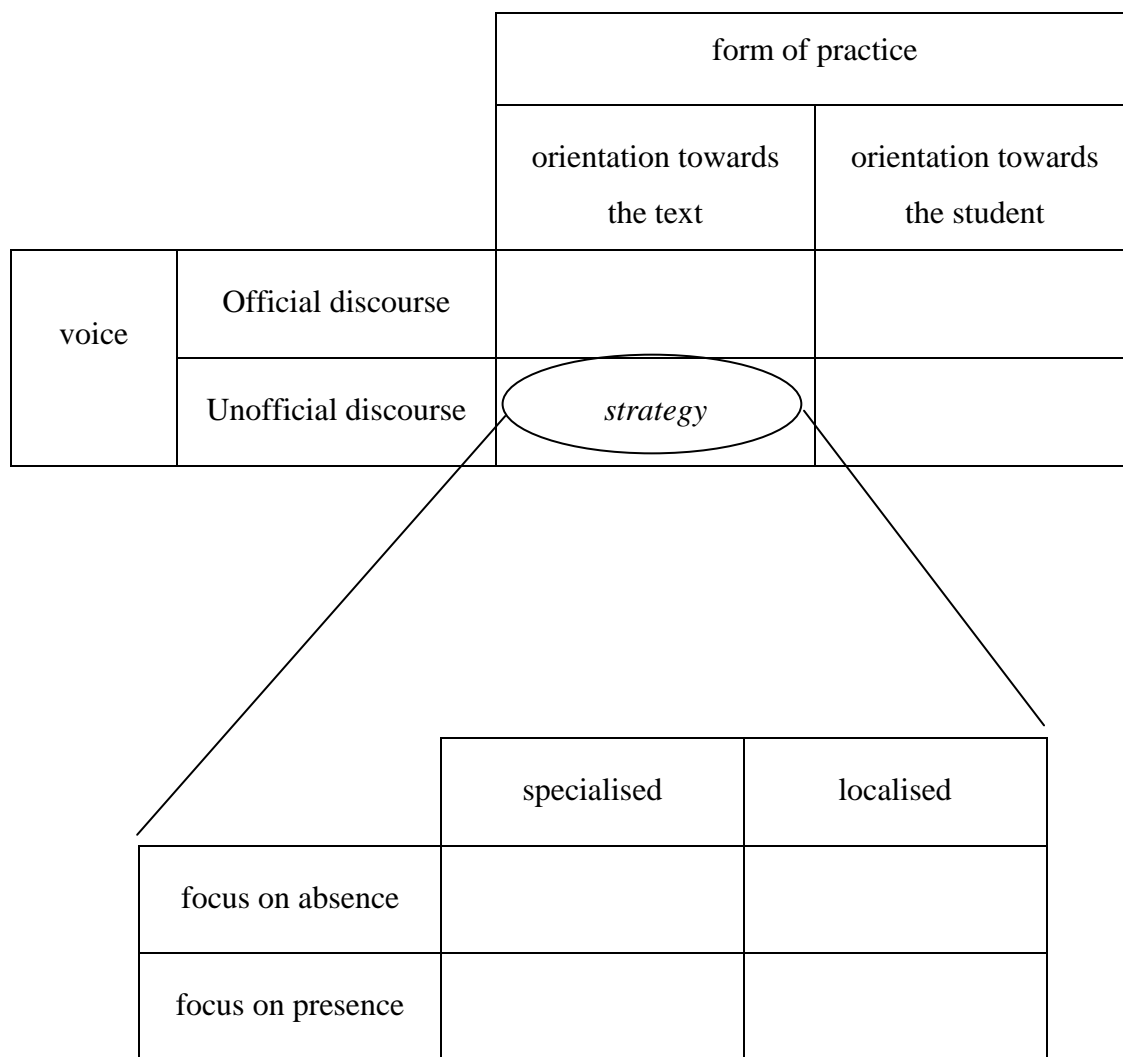 form of practice
orientation towards
the text
orientation towards
the student
voice
Official discourse
Unofficial discourse
strategy
specialised
localised
focus on absence
focus on presence